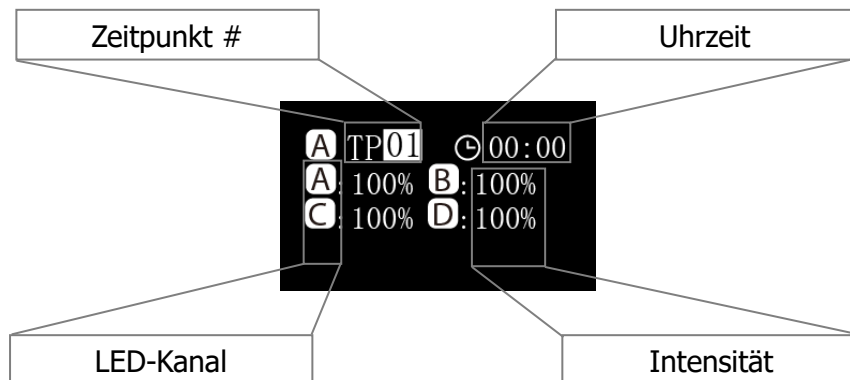 Zeitpunkt # Uhrzeit
A TP01 00:00
A: 100% B: 100%
C: 100% D: 100%
LED-Kanal Intensität